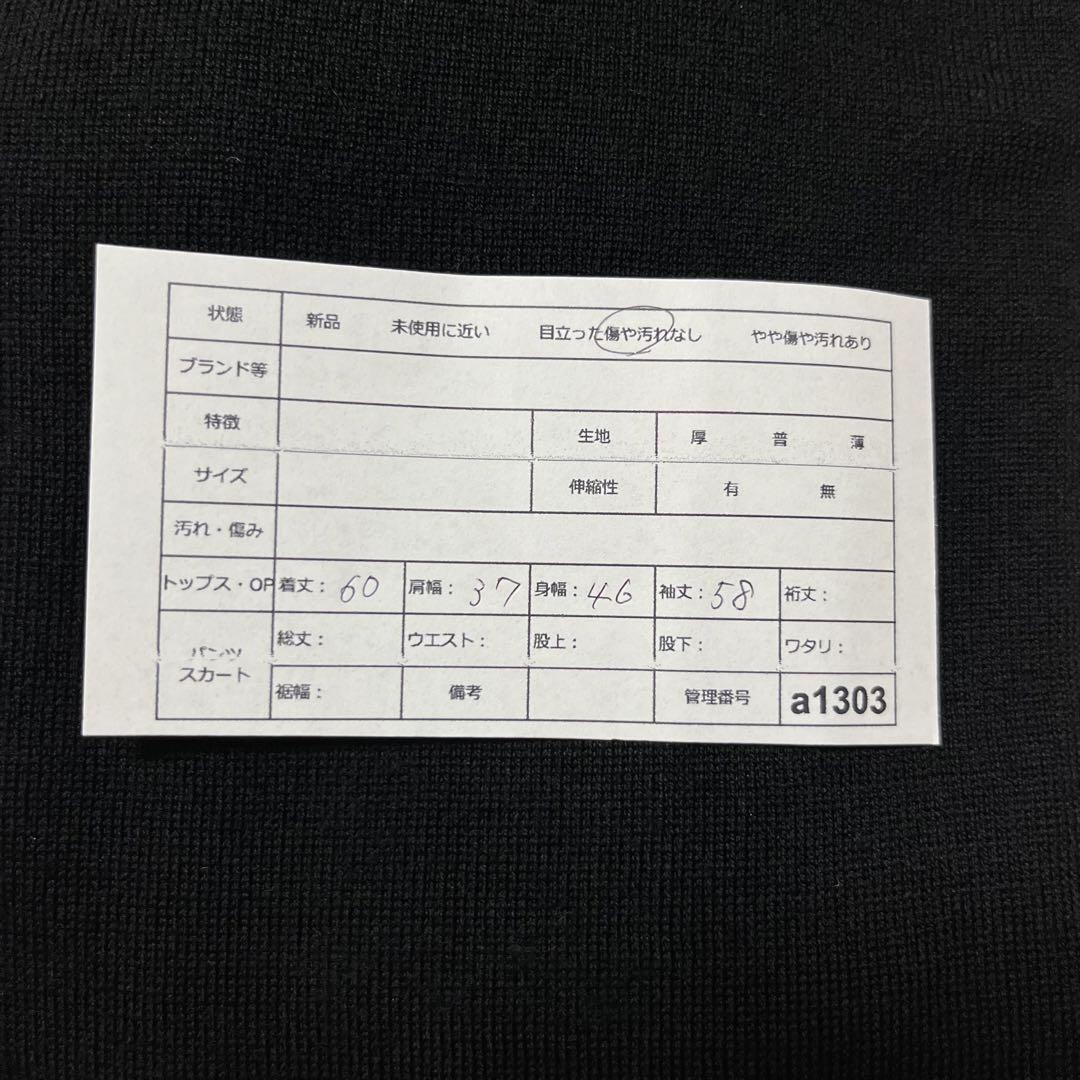 状態 新品 未使用に近い 目立った傷や汚れなし やや傷や汚れあり
ブランド等
特徴 生地 厚 普 薄
サイズ 伸縮性 有 無
汚れ・傷み
トップス・OP 着丈： 60 肩幅： 37 身幅： 46 袖丈： 58 裄丈：
パンツ 総丈： ウエスト： 股上： 股下： ワタリ：
スカート 裾幅： 備考 管理番号 a1303